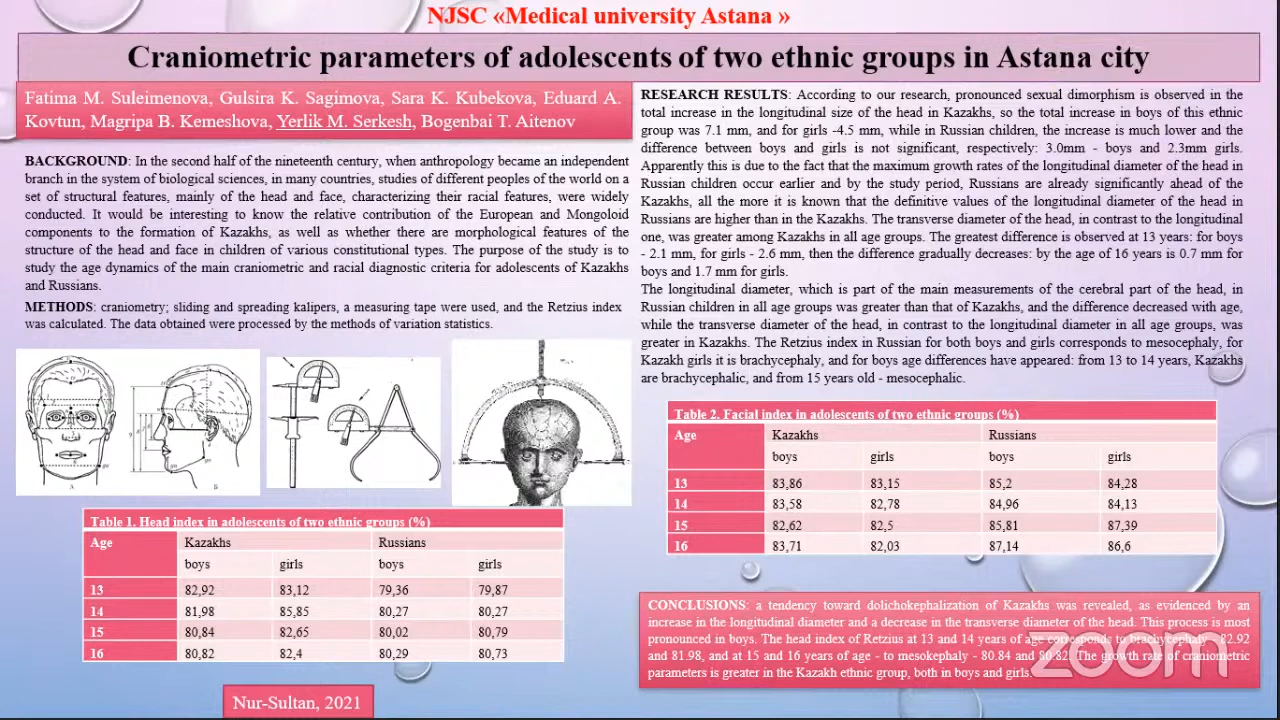 NJSC «Medical university Astana »
Craniometric parameters of adolescents of two ethnic groups in Astana city
Fatima M. Suleimenova, Gulsira K. Sagimova, Sara K. Kubekova, Eduard A.
Kovtun, Magripa B. Kemeshova, Yerlik M. Serkesh, Bogenbai T. Aitenov
BACKGROUND: In the second half of the nineteenth century, when anthropology became an independent
branch in the system of biological sciences, in many countries, studies of different peoples of the world on a
set of structural features, mainly of the head and face, characterizing their racial features, were widely
conducted. It would be interesting to know the relative contribution of the European and Mongoloid
components to the formation of Kazakhs, as well as whether there are morphological features of the
structure of the head and face in children of various constitutional types. The purpose of the study is to
study the age dynamics of the main craniometric and racial diagnostic criteria for adolescents of Kazakhs
and Russians.
METHODS: craniometry; sliding and spreading kalipers, a measuring tape were used, and the Retzius index
was calculated. The data obtained were processed by the methods of variation statistics.
Table 1. Head index in adolescents of two ethnic groups (%)
Age Kazakhs Russians
boys girls boys girls
13 82,92 83,12 79,36 79,87
14 81,98 85,85 80,27 80,27
15 80,84 82,65 80,02 80,79
16 80,82 82,4 80,29 80,73
Nur-Sultan, 2021
RESEARCH RESULTS: According to our research, pronounced sexual dimorphism is observed in the
total increase in the longitudinal size of the head in Kazakhs, so the total increase in boys of this ethnic
group was 7.1 mm, and for girls -4.5 mm, while in Russian children, the increase is much lower and the
difference between boys and girls is not significant, respectively: 3.0mm - boys and 2.3mm girls.
Apparently this is due to the fact that the maximum growth rates of the longitudinal diameter of the head in
Russian children occur earlier and by the study period, Russians are already significantly ahead of the
Kazakhs, all the more it is known that the definitive values of the longitudinal diameter of the head in
Russians are higher than in the Kazakhs. The transverse diameter of the head, in contrast to the longitudinal
one, was greater among Kazakhs in all age groups. The greatest difference is observed at 13 years: for boys
- 2.1 mm, for girls - 2.6 mm, then the difference gradually decreases: by the age of 16 years is 0.7 mm for
boys and 1.7 mm for girls.
The longitudinal diameter, which is part of the main measurements of the cerebral part of the head, in
Russian children in all age groups was greater than that of Kazakhs, and the difference decreased with age,
while the transverse diameter of the head, in contrast to the longitudinal diameter in all age groups, was
greater in Kazakhs. The Retzius index in Russian for both boys and girls corresponds to mesocephaly, for
Kazakh girls it is brachycephaly, and for boys age differences have appeared: from 13 to 14 years, Kazakhs
are brachycephalic, and from 15 years old - mesocephalic.
Table 2. Facial index in adolescents of two ethnic groups (%)
Age Kazakhs Russians
boys girls boys girls
13 83,86 83,15 85,2 84,28
14 83,58 82,78 84,96 84,13
15 82,62 82,5 85,81 87,39
16 83,71 82,03 87,14 86,6
CONCLUSIONS: a tendency toward dolichokephalization of Kazakhs was revealed, as evidenced by an
increase in the longitudinal diameter and a decrease in the transverse diameter of the head. This process is most
pronounced in boys. The head index of Retzius at 13 and 14 years of age corresponds to brachycephaly - 82.92
and 81.98, and at 15 and 16 years of age - to mesokephaly - 80.84 and 80.82. The growth rate of craniometric
parameters is greater in the Kazakh ethnic group, both in boys and girls.
zoom